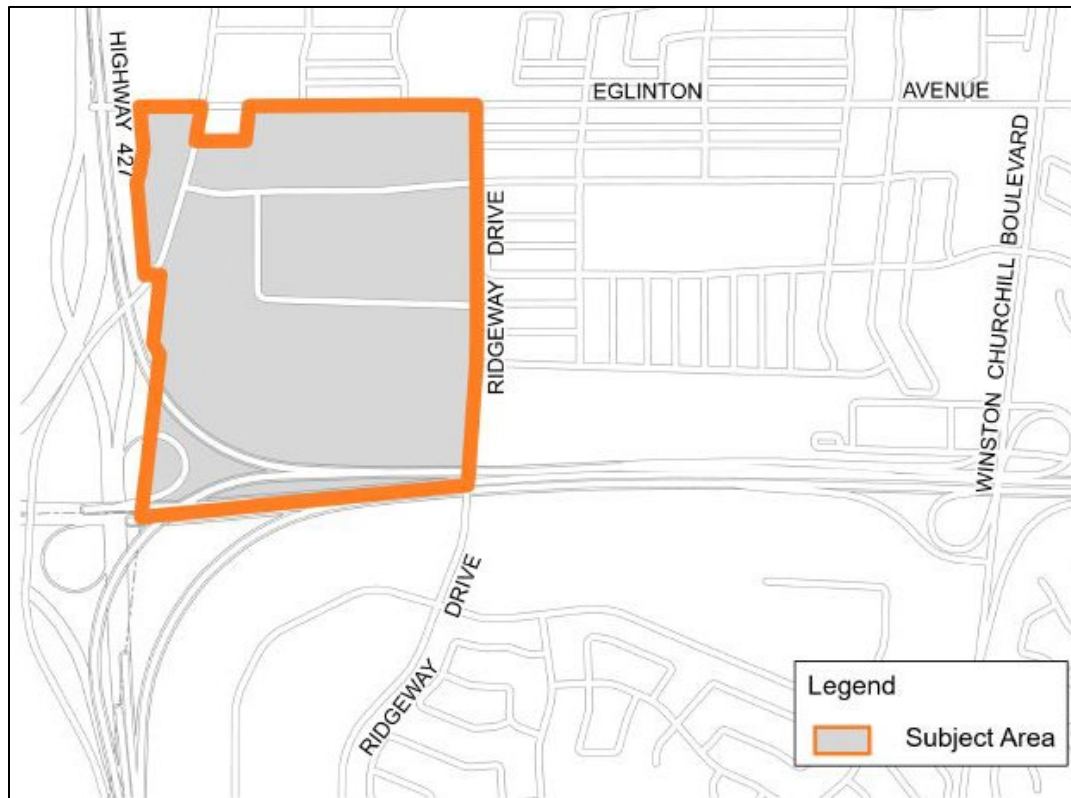 HIGHWAY 427
EGLINTON
AVENUE
RIDGEWAY DRIVE
WINSTON CHURCHILL BOULEVARD
RIDGEWAY DRIVE
Legend
Subject Area